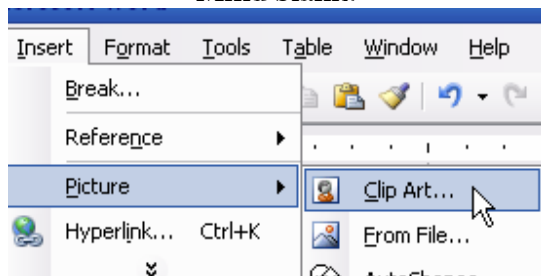 Insert Format Tools Table Window Help
Break...
Reference
Picture
Clip Art...
Hyperlink... Ctrl+K
From File...